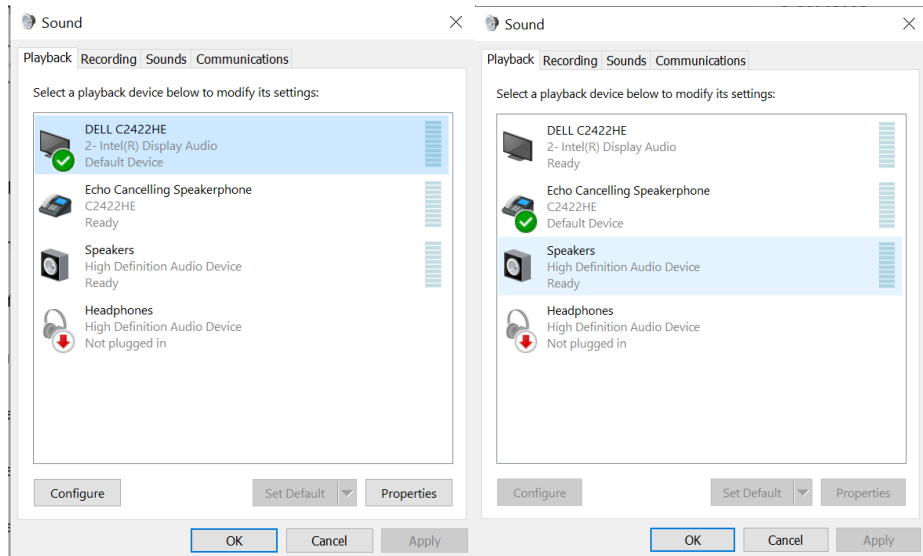 Sound
Playback Recording Sounds Communications
Select a playback device below to modify its settings:
DELL C2422HE
2- Intel(R) Display Audio
Default Device
Echo Cancelling Speakerphone
C2422HE
Ready
Speakers
High Definition Audio Device
Ready
Headphones
High Definition Audio Device
Not plugged in
Configure Set Default Properties
OK Cancel Apply
Sound
Playback Recording Sounds Communications
Select a playback device below to modify its settings:
DELL C2422HE
2- Intel(R) Display Audio
Ready
Echo Cancelling Speakerphone
C2422HE
Default Device
Speakers
High Definition Audio Device
Ready
Headphones
High Definition Audio Device
Not plugged in
Configure Set Default Properties
OK Cancel Apply